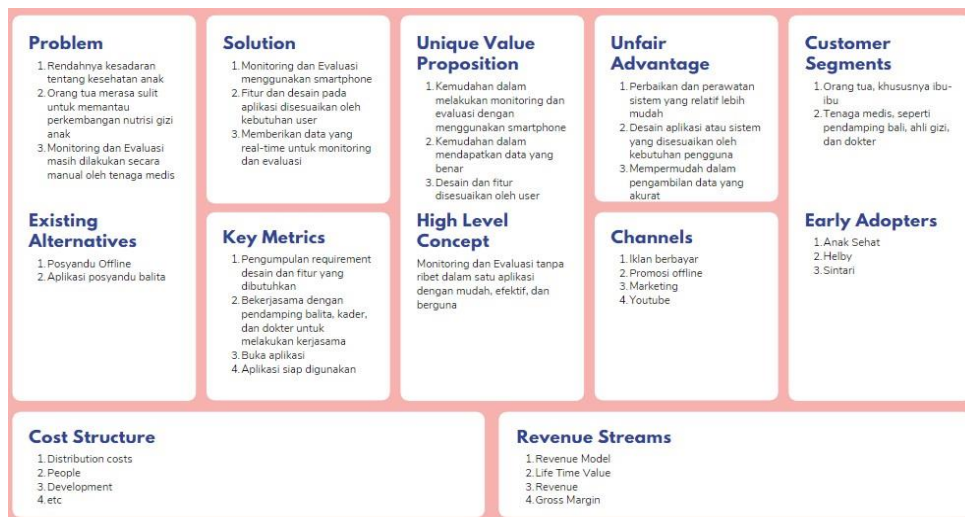 Problem
1. Rendahnya kesadaran
tentang kesehatan anak
2. Orang tua merasa sulit
untuk memantau
perkembangan nutrisi gizi
anak
3. Monitoring dan Evaluasi
masih dilakukan secara
manual oleh tenaga medis
Existing
Alternatives
1. Posyandu Offline
2. Aplikasi posyandu balita
Solution
1. Monitoring dan Evaluasi
menggunakan smartphone
2. Fitur dan desain pada
aplikasi disesuaikan oleh
kebutuhan user
3. Memberikan data yang
real-time untuk monitoring
dan evaluasi
Key Metrics
1. Pengumpulan requirement
desain dan fitur yang
dibutuhkan
2. Bekerjasama dengan
pendamping balita, kader,
dan dokter untuk
melakukan kerjasama
3. Buka aplikasi
4. Aplikasi siap digunakan
Unique Value
Proposition
1. Kemudahan dalam
melakukan monitoring dan
evaluasi dengan
menggunakan smartphone
2. Kemudahan dalam
mendapatkan data yang
benar
3. Desain dan fitur
disesuaikan oleh user
High Level
Concept
Monitoring dan Evaluasi tanpa
ribet dalam satu aplikasi
dengan mudah, efektif, dan
berguna
Unfair
Advantage
1. Perbaikan dan perawatan
sistem yang relatif lebih
mudah
2. Desain aplikasi atau sistem
yang disesuaikan oleh
kebutuhan pengguna
3. Mempermudah dalam
pengambilan data yang
akurat
Channels
1. Iklan berbayar
2. Promosi offline
3. Marketing
4. Youtube
Customer
Segments
1. Orang tua, khususnya ibu-
ibu
2. Tenaga medis, seperti
pendamping bali, ahli gizi,
dan dokter
Early Adopters
1. Anak Sehat
2. Helby
3. Sintari
Cost Structure
1. Distribution costs
2. People
3. Development
4. etc
Revenue Streams
1. Revenue Model
2. Life Time Value
3. Revenue
4. Gross Margin